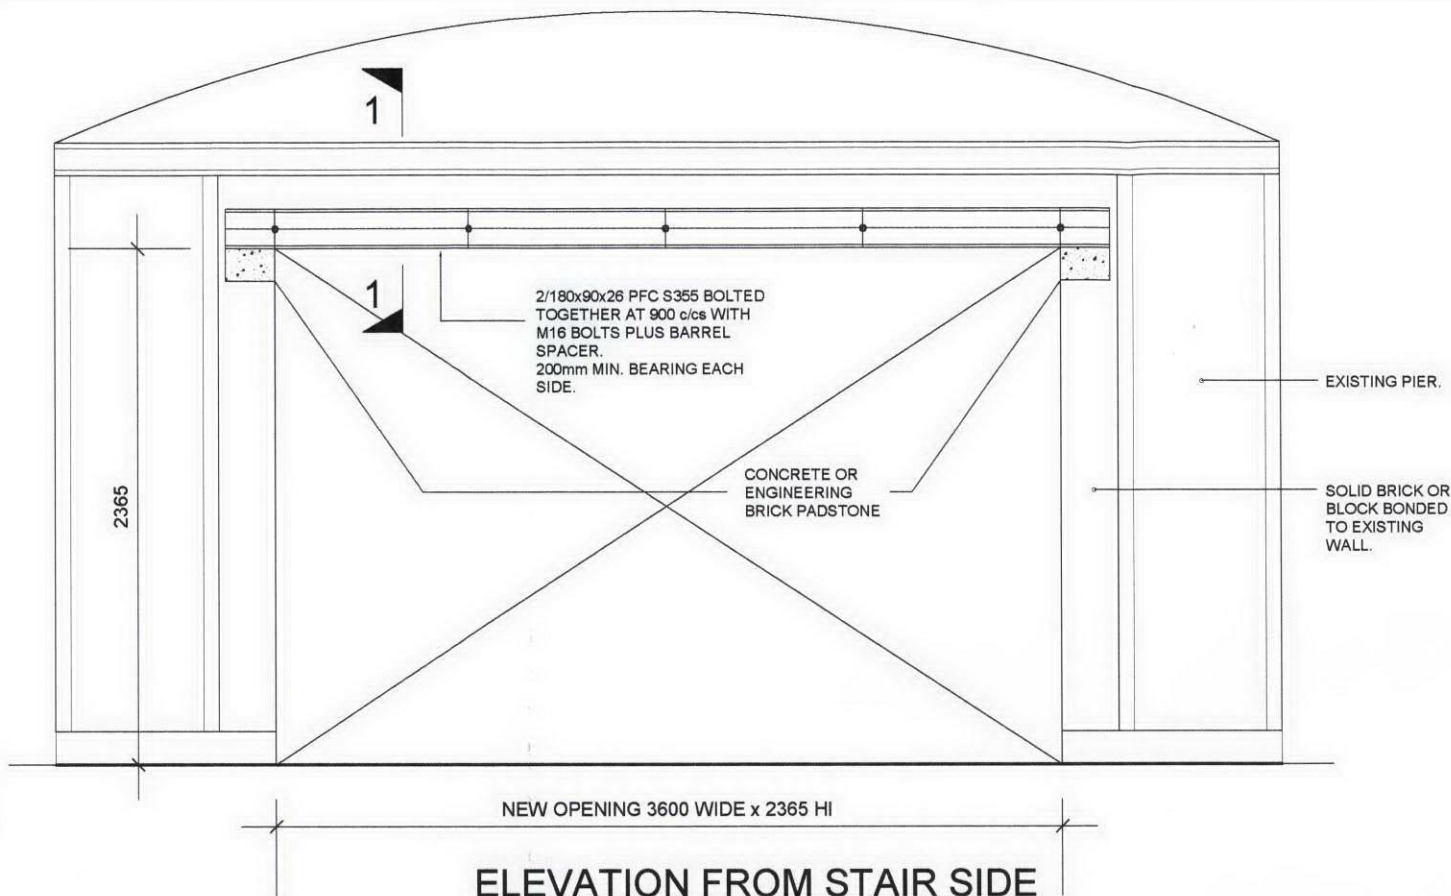 1
1
2/180x90x26 PFC S355 BOLTED
TOGETHER AT 900 c/cs WITH
M16 BOLTS PLUS BARREL
SPACER.
200mm MIN. BEARING EACH
SIDE.
EXISTING PIER.
CONCRETE OR
ENGINEERING
BRICK PADSTONE
SOLID BRICK OR
BLOCK BONDED
TO EXISTING
WALL.
2365
NEW OPENING 3600 WIDE x 2365 HI
ELEVATION FROM STAIR SIDE